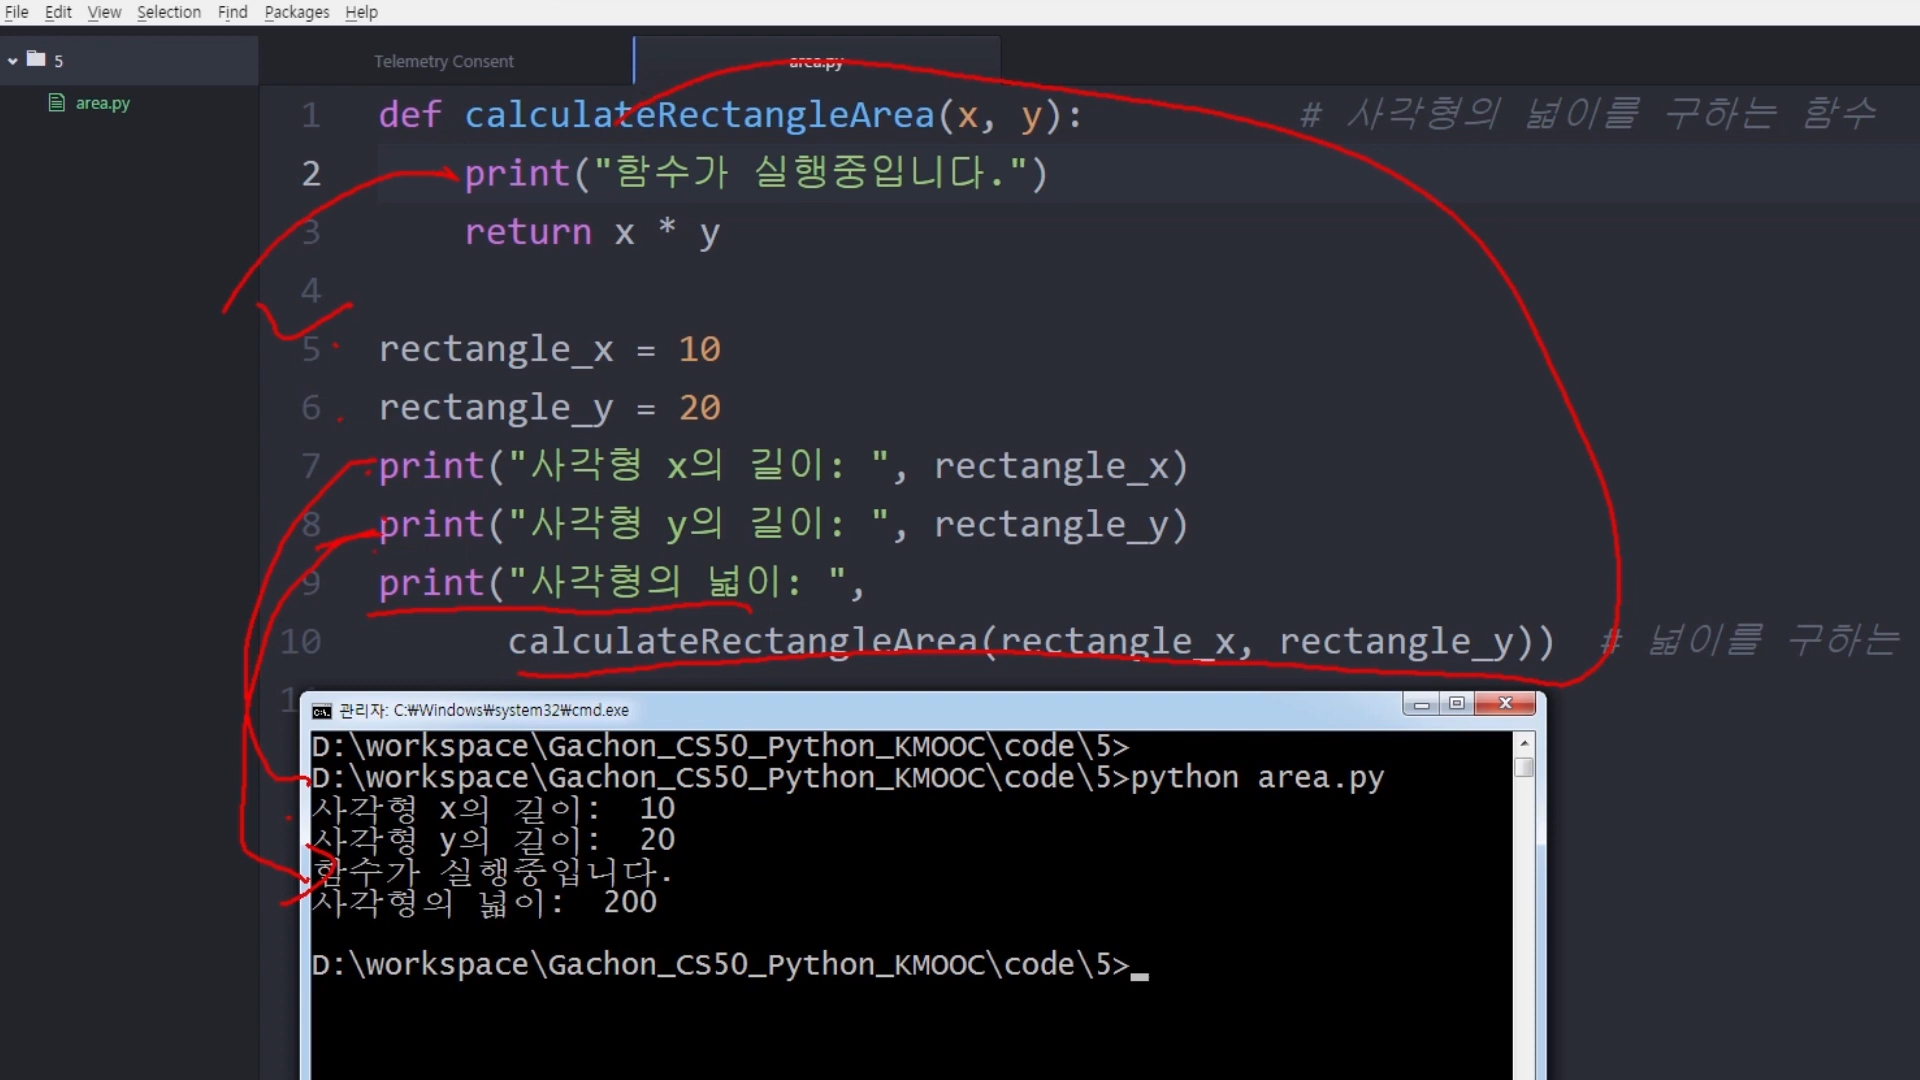 File Edit View Selection Find Packages Help
5
area.py
Telemetry Consent
area.py
1 def calculateRectangleArea(x, y): # 사각형의 넓이를 구하는 함수
2 print("함수가 실행중입니다.")
3 return x * y
4
5 rectangle_x = 10
6 rectangle_y = 20
7 print("사각형 x의 길이: ", rectangle_x)
8 print("사각형 y의 길이: ", rectangle_y)
9 print("사각형의 넓이: ",
10 calculateRectangleArea(rectangle_x, rectangle_y)) # 넓이를 구하는
관리자: C:₩Windows₩system32₩cmd.exe
D:\workspace\Gachon_CS50_Python_KMOOC\code\5>
D:\workspace\Gachon_CS50_Python_KMOOC\code\5>python area.py
사각형 x의 길이:  10
사각형 y의 길이:  20
함수가 실행중입니다.
사각형의 넓이:  200
D:\workspace\Gachon_CS50_Python_KMOOC\code\5>_